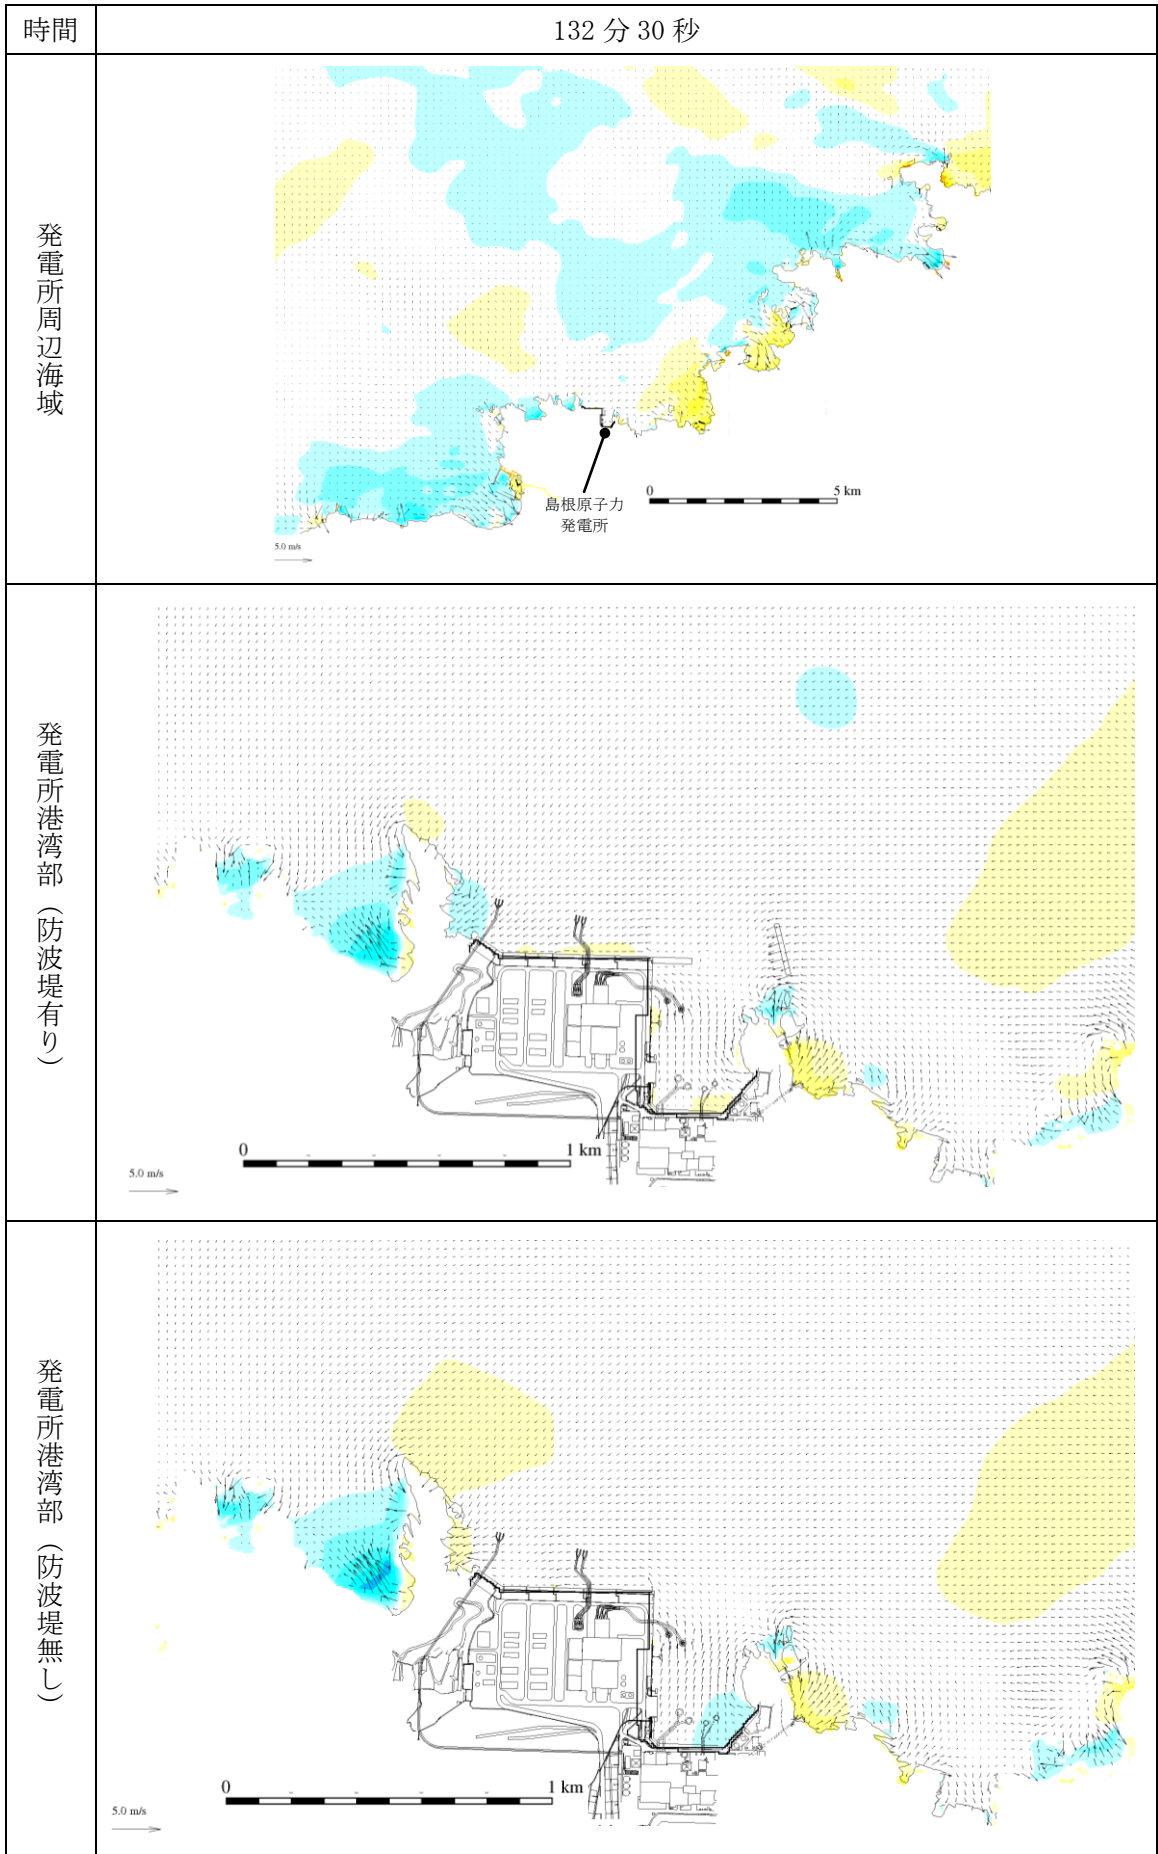 時間
132 分 30 秒
発電所周辺海域
島根原子力
発電所
0
5 km
5.0 m/s
発電所港湾部（防波堤有り）
0
1 km
5.0 m/s
発電所港湾部（防波堤無し）
0
1 km
5.0 m/s